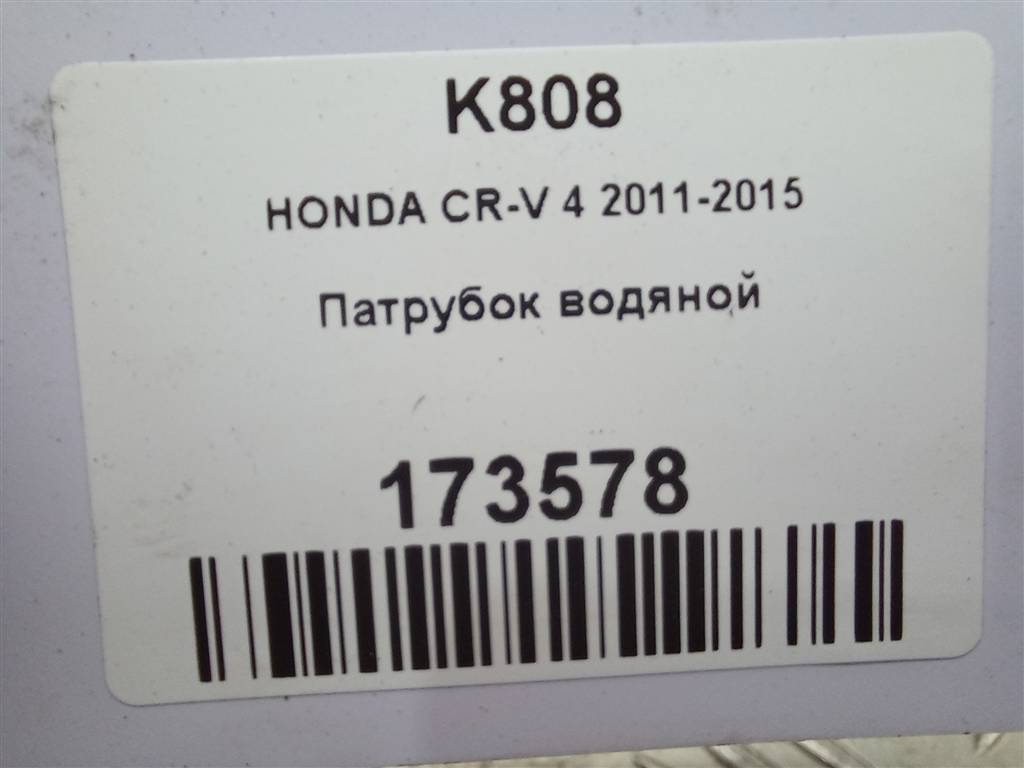 K808
HONDA CR-V 4 2011-2015
Патрубок водяной
173578